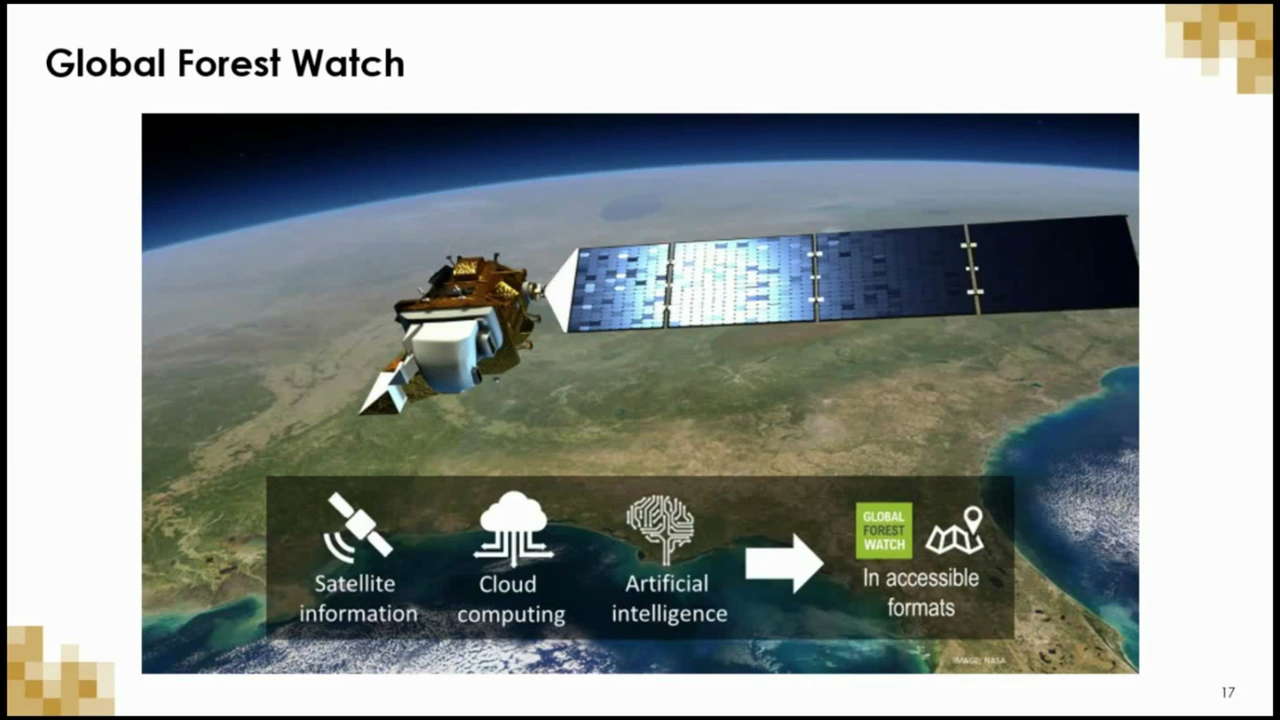 Global Forest Watch
Satellite
information
Cloud
computing
Artificial
intelligence
GLOBAL
FOREST
WATCH
In accessible
formats
IMAGE: NASA
17